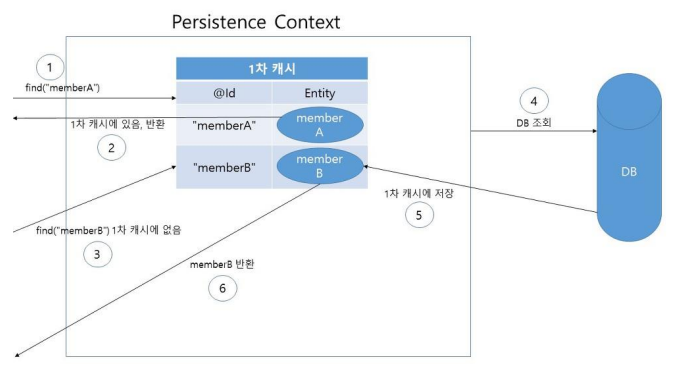 Persistence Context
1
find("memberA")
1차 캐시
@Id Entity
"memberA" member A
1차 캐시에 있음, 반환
2
"memberB" member B
find("memberB") 1차 캐시에 없음
3
4
DB 조회
DB
1차 캐시에 저장
5
memberB 반환
6